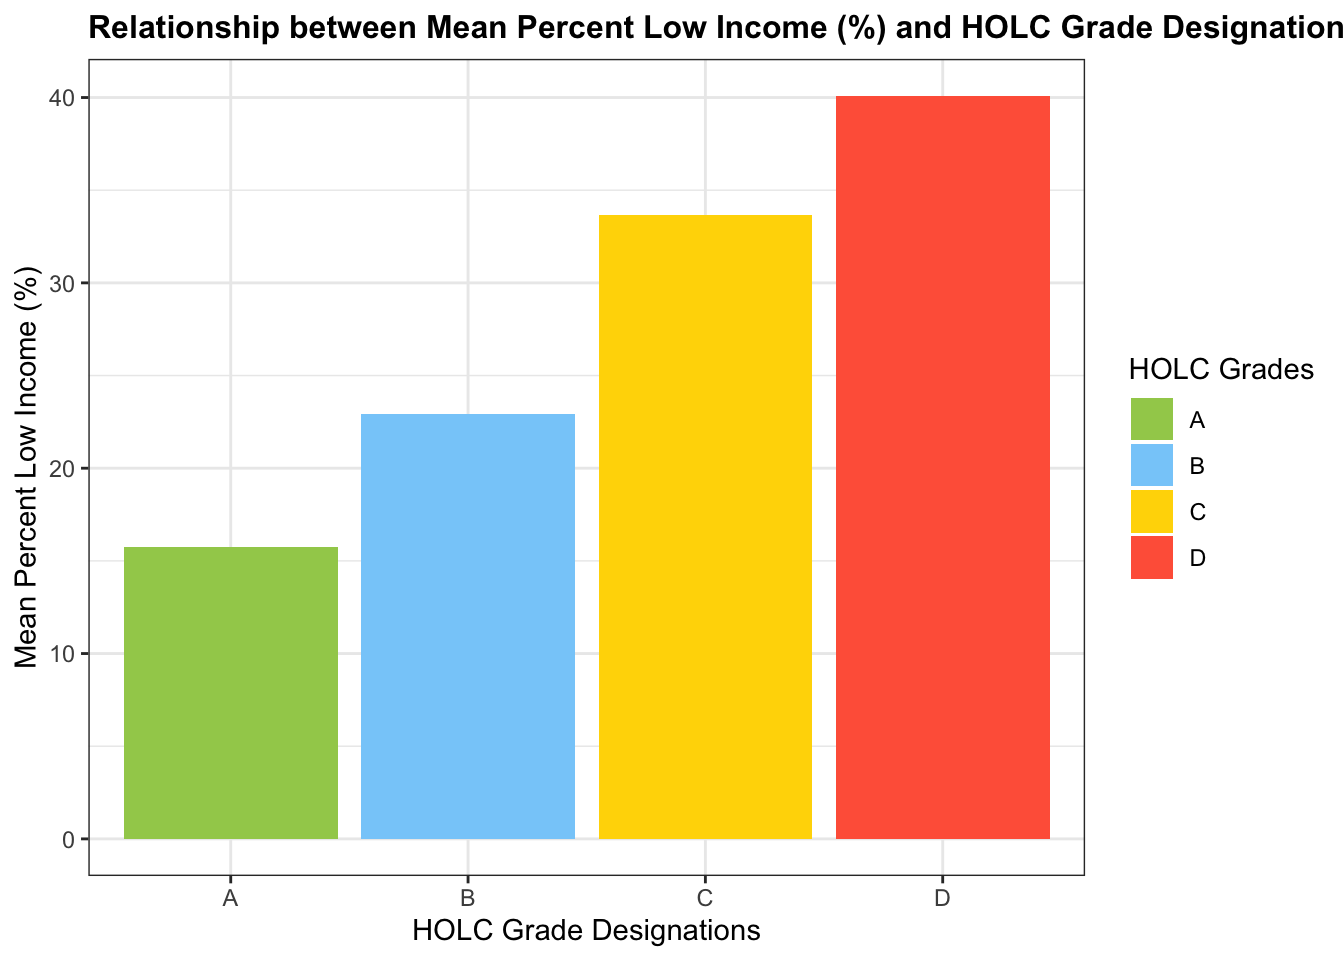 Relationship between Mean Percent Low Income (%) and HOLC Grade Designation
Mean Percent Low Income (%)
40
30
20
10
0
A
B
C
D
HOLC Grade Designations
HOLC Grades
A
B
C
D